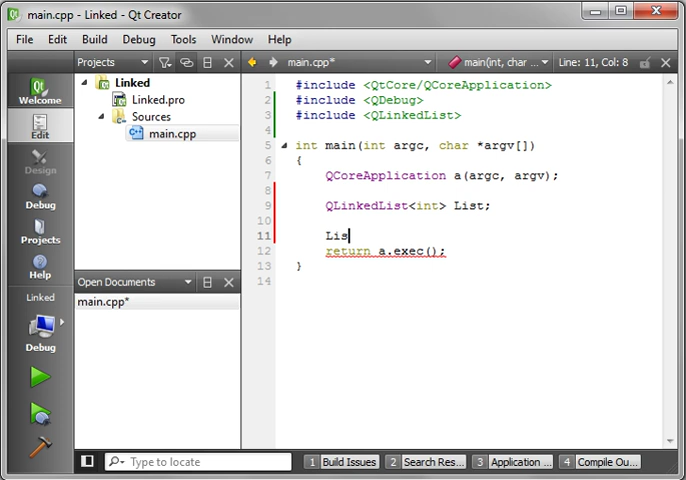 main.cpp - Linked - Qt Creator
File Edit Build Debug Tools Window Help
Projects
main.cpp*
main(int, char ...
Line: 11, Col: 8
Welcome
Edit
Design
Debug
Projects
Help
Linked
Debug
Linked
Linked.pro
Sources
main.cpp
Open Documents
main.cpp*
1 #include <QtCore/QCoreApplication>
2 #include <QDebug>
3 #include <QLinkedList>
4
5 int main(int argc, char *argv[])
6 {
7 QCoreApplication a(argc, argv);
8
9 QLinkedList<int> List;
10
11 Lis
12 return a.exec();
13 }
14
Type to locate
1 Build Issues
2 Search Res...
3 Application ...
4 Compile Ou...